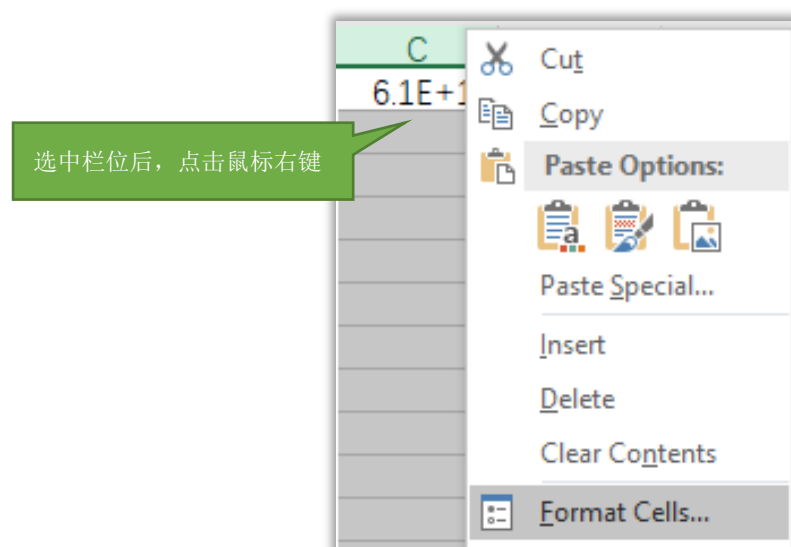 C
6.1E+1
选中栏位后，点击鼠标右键
Cut
Copy
Paste Options:
a
Paste Special...
Insert
Delete
Clear Contents
Format Cells...